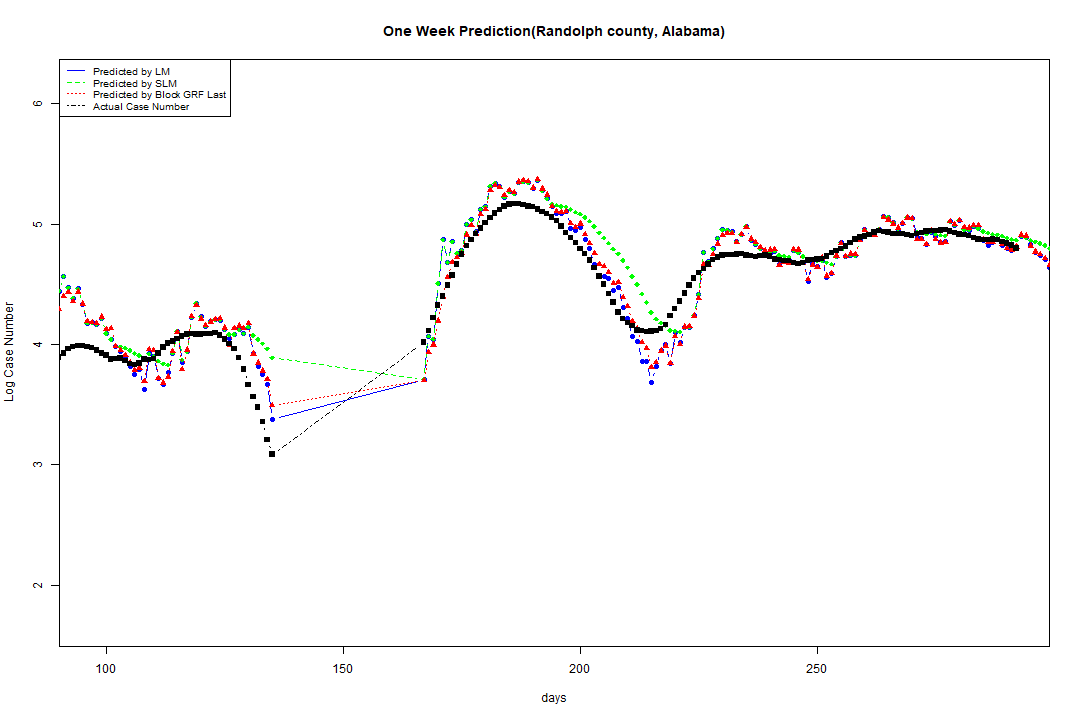 One Week Prediction(Randolph county, Alabama)
Predicted by LM
Predicted by SLM
Predicted by Block GRF Last
Actual Case Number
Log Case Number
6
5
4
3
2
100 150 200 250
days